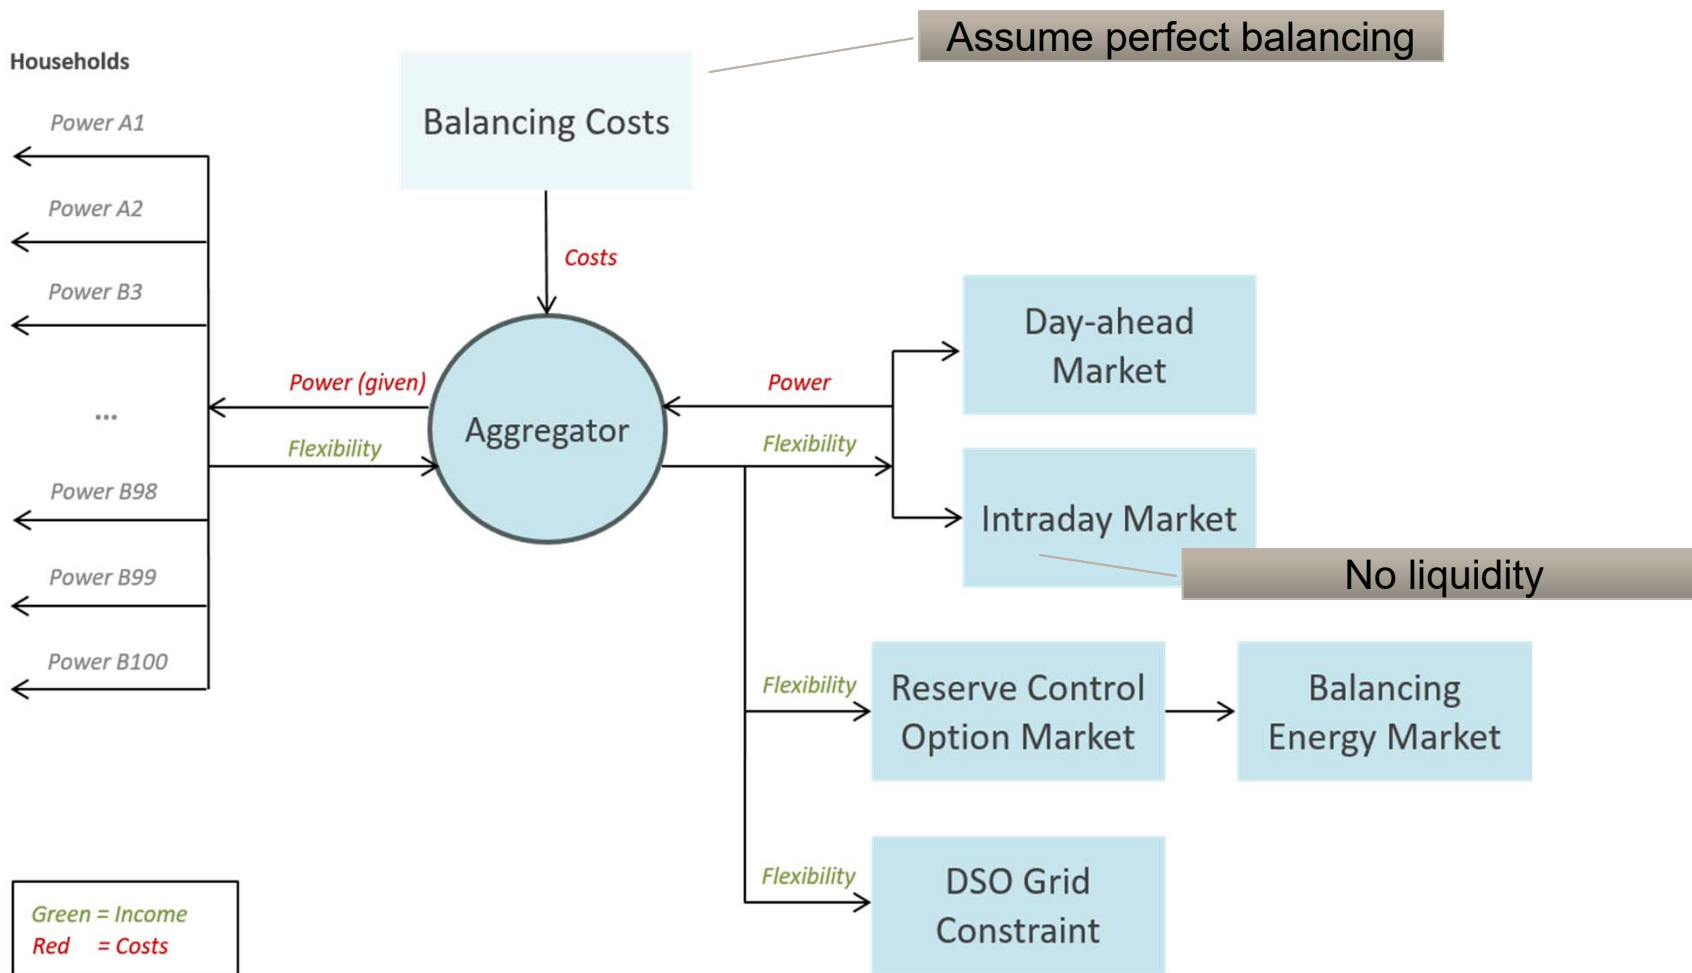 Assume perfect balancing
Households
Balancing Costs
Power A1
Power A2
Costs
Power B3
Day-ahead
Market
Power (given)
Power
...
Aggregator
Flexibility
Flexibility
Power B98
Intraday Market
No liquidity
Power B99
Power B100
Flexibility
Reserve Control
Option Market
Balancing
Energy Market
Flexibility
DSO Grid
Constraint
Green = Income
Red = Costs